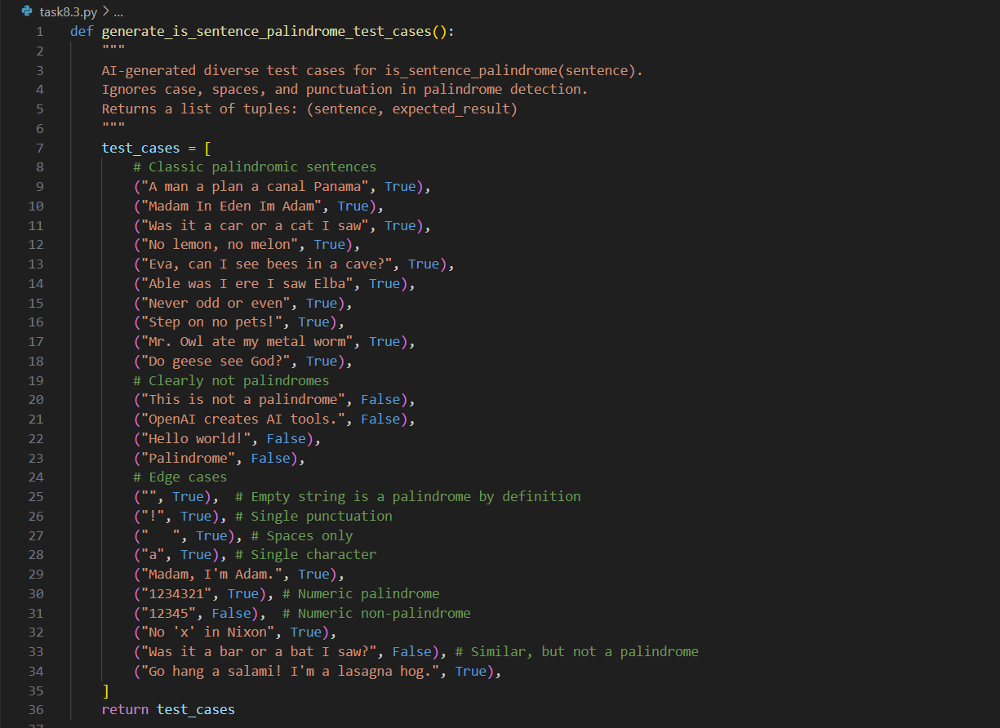 task8.3.py > ...
1 def generate_is_sentence_palindrome_test_cases():
2     """
3     AI-generated diverse test cases for is_sentence_palindrome(sentence).
4     Ignores case, spaces, and punctuation in palindrome detection.
5     Returns a list of tuples: (sentence, expected_result)
6     """
7     test_cases = [
8         # Classic palindromic sentences
9         ("A man a plan a canal Panama", True),
10         ("Madam In Eden Im Adam", True),
11         ("Was it a car or a cat I saw", True),
12         ("No lemon, no melon", True),
13         ("Eva, can I see bees in a cave?", True),
14         ("Able was I ere I saw Elba", True),
15         ("Never odd or even", True),
16         ("Step on no pets!", True),
17         ("Mr. Owl ate my metal worm", True),
18         ("Do geese see God?", True),
19         # Clearly not palindromes
20         ("This is not a palindrome", False),
21         ("OpenAI creates AI tools.", False),
22         ("Hello world!", False),
23         ("Palindrome", False),
24         # Edge cases
25         ("", True),  # Empty string is a palindrome by definition
26         ("!", True), # Single punctuation
27         ("   ", True), # Spaces only
28         ("a", True), # Single character
29         ("Madam, I'm Adam.", True),
30         ("1234321", True), # Numeric palindrome
31         ("12345", False),  # Numeric non-palindrome
32         ("No 'x' in Nixon", True),
33         ("Was it a bar or a bat I saw?", False), # Similar, but not a palindrome
34         ("Go hang a salami! I'm a lasagna hog.", True),
35     ]
36     return test_cases
37